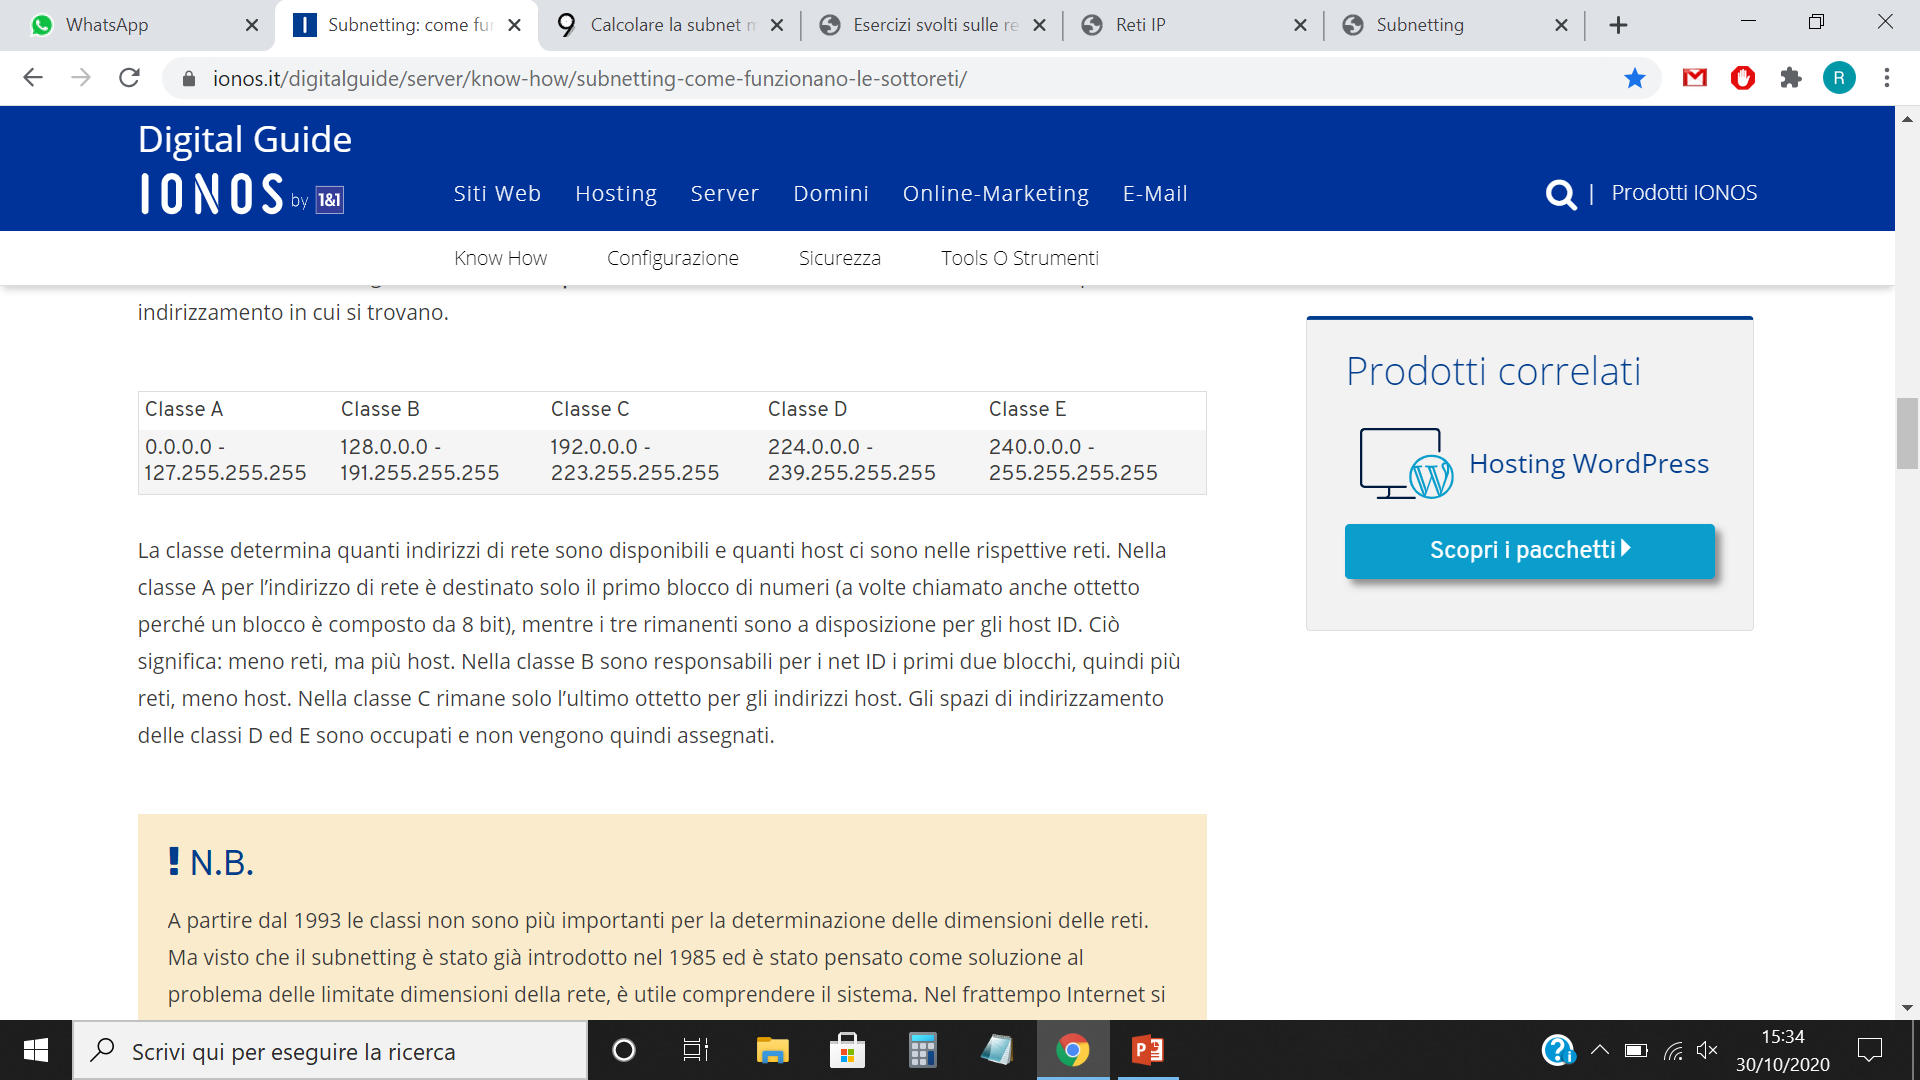 WhatsApp
Subnetting: come fu
Calcolare la subnet
Esercizi svolti sulle re
Reti IP
Subnetting
ionos.it/digitalguide/server/know-how/subnetting-come-funzionano-le-sottoreti/
R
Digital Guide
IONOS by 1&1
Siti Web Hosting Server Domini Online-Marketing E-Mail
| Prodotti IONOS
Know How Configurazione Sicurezza Tools O Strumenti
indirizzamento in cui si trovano.
Classe A Classe B Classe C Classe D Classe E
0.0.0.0 - 128.0.0.0 - 192.0.0.0 - 224.0.0.0 - 240.0.0.0 -
127.255.255.255 191.255.255.255 223.255.255.255 239.255.255.255 255.255.255.255
La classe determina quanti indirizzi di rete sono disponibili e quanti host ci sono nelle rispettive reti. Nella
classe A per l’indirizzo di rete è destinato solo il primo blocco di numeri (a volte chiamato anche ottetto
perché un blocco è composto da 8 bit), mentre i tre rimanenti sono a disposizione per gli host ID. Ciò
significa: meno reti, ma più host. Nella classe B sono responsabili per i net ID i primi due blocchi, quindi più
reti, meno host. Nella classe C rimane solo l’ultimo ottetto per gli indirizzi host. Gli spazi di indirizzamento
delle classi D ed E sono occupati e non vengono quindi assegnati.
! N.B.
A partire dal 1993 le classi non sono più importanti per la determinazione delle dimensioni delle reti.
Ma visto che il subnetting è stato già introdotto nel 1985 ed è stato pensato come soluzione al
problema delle limitate dimensioni della rete, è utile comprendere il sistema. Nel frattempo Internet si
Prodotti correlati
Hosting WordPress
Scopri i pacchetti
Scrivi qui per eseguire la ricerca
15:34
30/10/2020